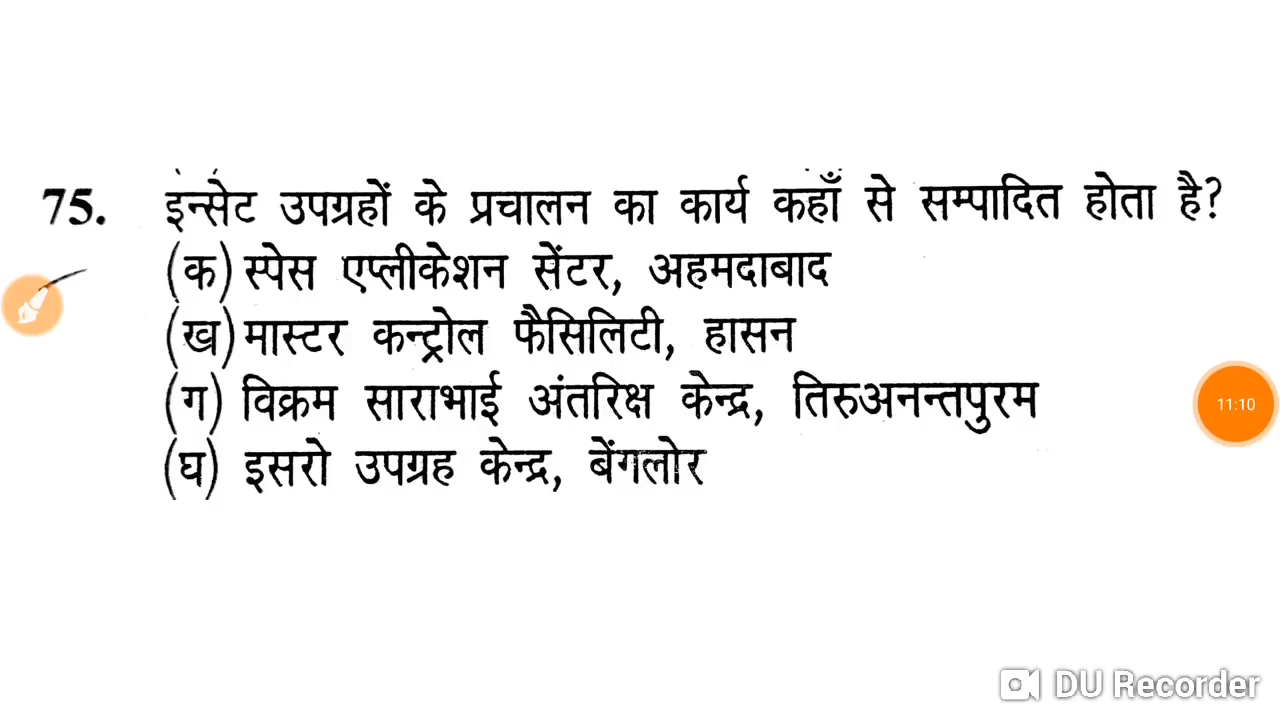 75. इन्सेट उपग्रहों के प्रचालन का कार्य कहाँ से सम्पादित होता है?
(क) स्पेस एप्लीकेशन सेंटर, अहमदाबाद
(ख) मास्टर कन्ट्रोल फैसिलिटी, हासन
(ग) विक्रम साराभाई अंतरिक्ष केन्द्र, तिरुअनन्तपुरम
11:10
(घ) इसरो उपग्रह केन्द्र, बेंगलोर
DU Recorder